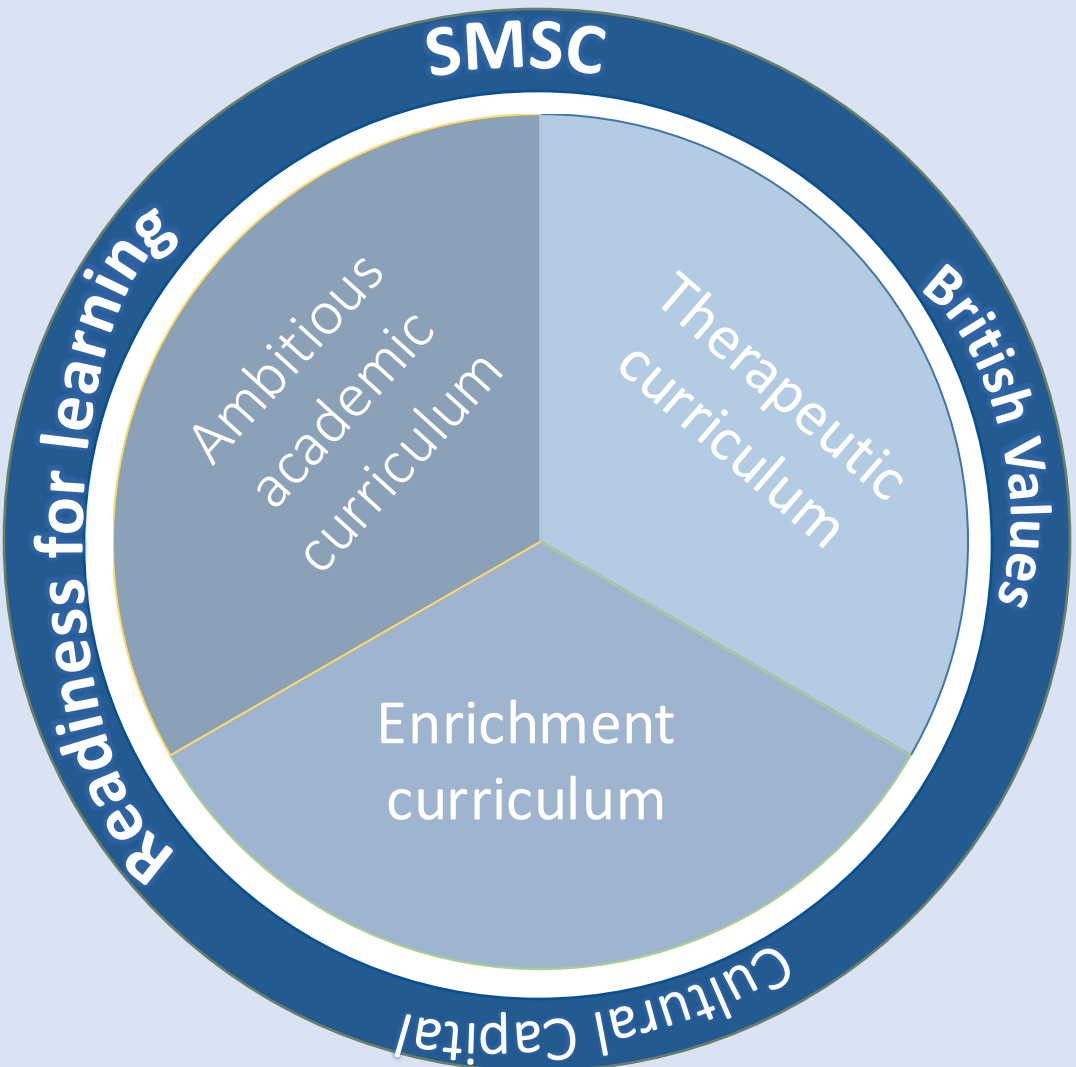 SMSC
British Values
Cultural Capital
Readiness for learning
Ambitious
academic
curriculum
Therapeutic
curriculum
Enrichment
curriculum